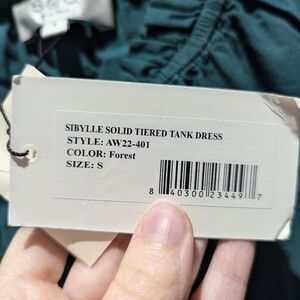 SIBYLLE SOLID TIERED TANK DRESS
STYLE: AW22-401
COLOR: Forest
SIZE: S
8 40300 23449 7